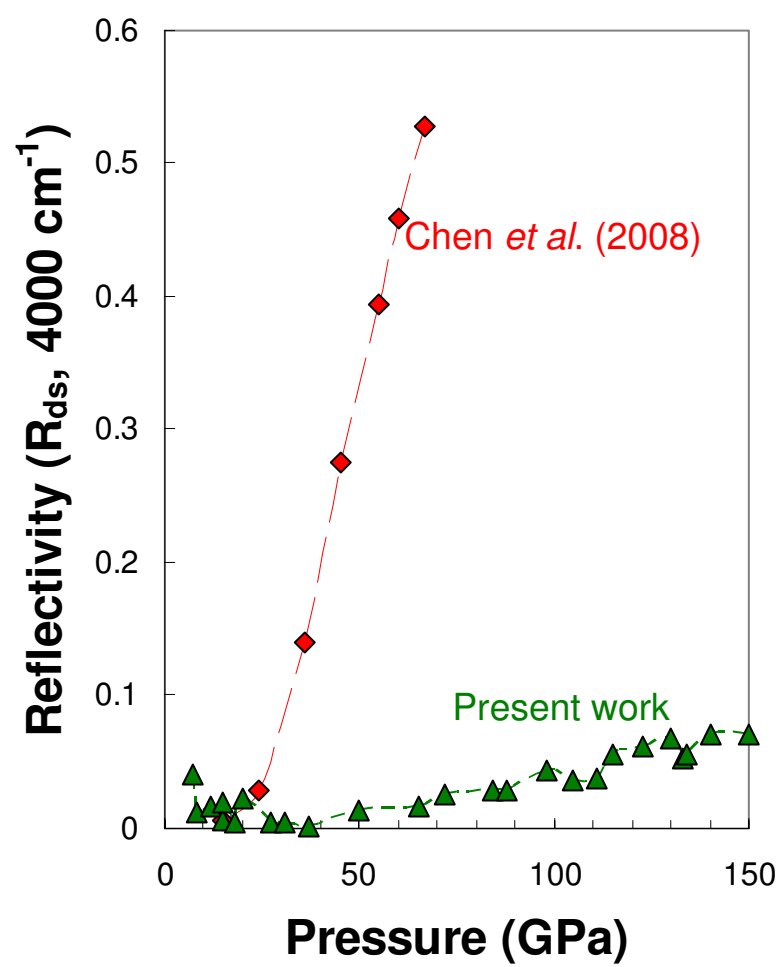 0.6
0.5
0.4
0.3
0.2
0.1
0
Reflectivity (Rds, 4000 cm-1)
Chen et al. (2008)
Present work
0 50 100 150
Pressure (GPa)